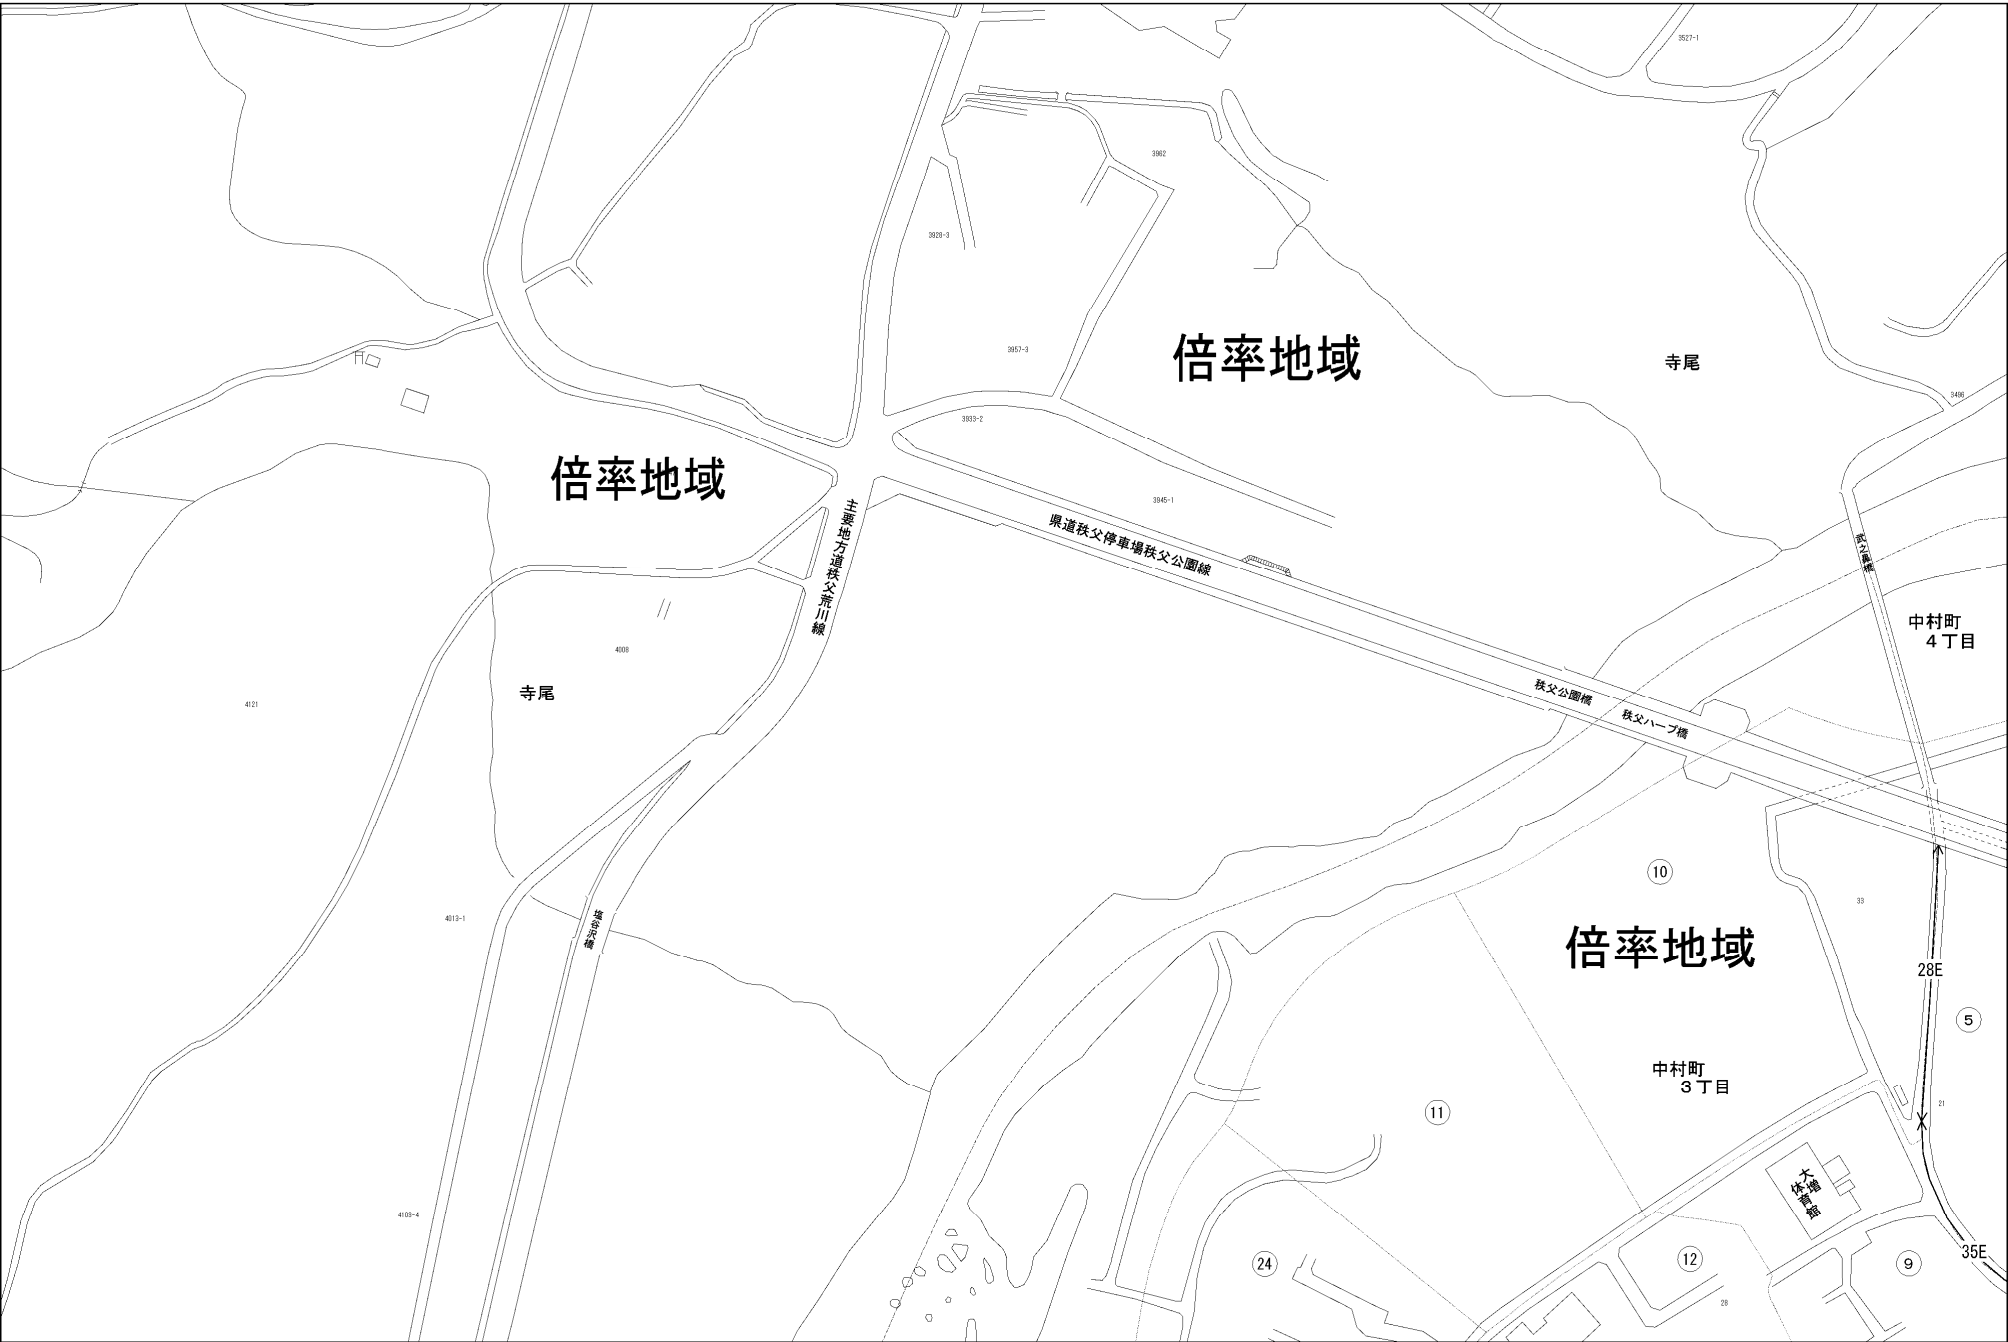 3527-1
3962
3928-3
3957-3
倍率地域
寺尾
3496
3933-2
倍率地域
3945-1
主要地方道秩父荒川線
県道秩父停車場秩父公園線
武之鼻橋
中村町
4丁目
4008
寺尾
4121
秩父公園橋
秩父ハープ橋
10
33
4013-1
塩谷沢橋
倍率地域
28E
5
中村町
3丁目
11
21
大増
体育館
4103-4
24
12
9
35E
28